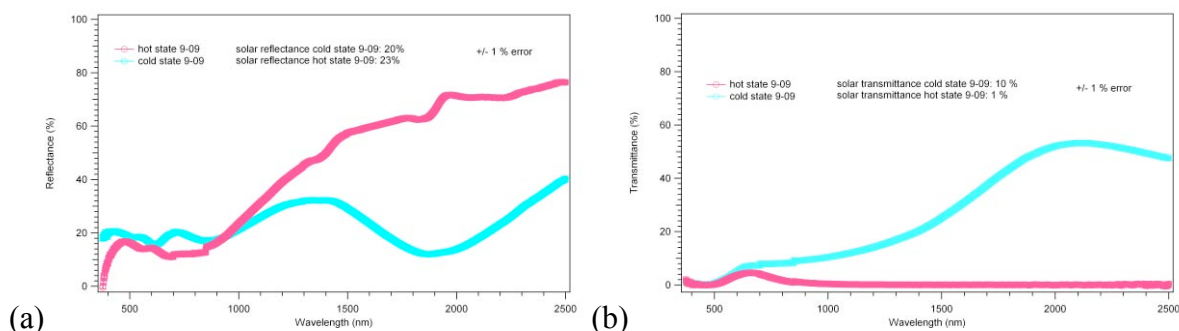 100
80
60
40
20
0
Reflectance (%)
hot state 9-09
cold state 9-09
solar reflectance cold state 9-09: 20%
solar reflectance hot state 9-09: 23%
+/- 1 % error
500
1000
1500
2000
2500
Wavelength (nm)
(a)
100
80
60
40
20
0
Transmittance (%)
hot state 9-09
cold state 9-09
solar transmittance cold state 9-09: 10 %
solar transmittance hot state 9-09: 1 %
+/- 1 % error
500
1000
1500
2000
2500
Wavelength (nm)
(b)